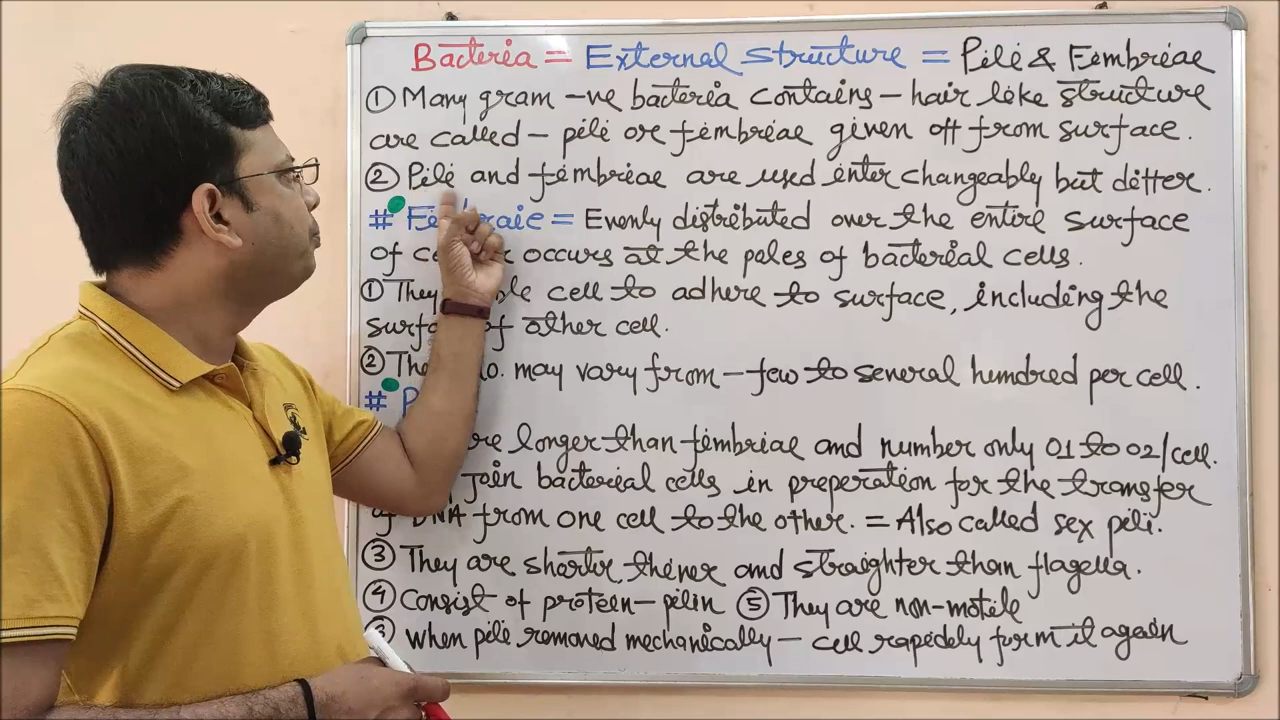 Bacteria = External structure = Pili & Fimbriae
① Many gram -ve bacteria contains - hair like structure
are called - pili or fimbriae given off from surface.
② Pili and fimbriae are used interchangeably but differ.
# = Evenly distributed over the entire surface
of occurs at the poles of bacterial cells.
① They cell to adhere to surface, including the
of other cell.
② may vary from - few to several hundred per cell.
#
longer than fimbriae and number only 01 to 02/cell.
join bacterial cells in preperation for the transfer
DNA from one cell to the other. = Also called sex pili.
③ They are shorter thiner and straighter than flagella.
④ Consist of protein - pilin ⑤ They are non-motile
when pili removed mechanically - cell rapidely form it again